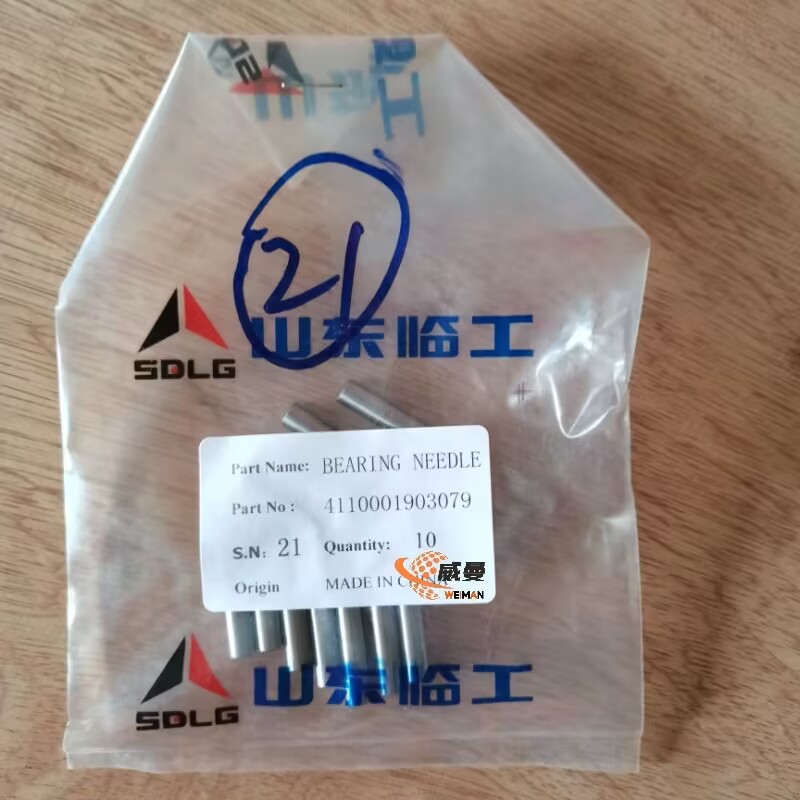 21
SDLG 山东临工
Part Name: BEARING NEEDLE
Part No : 4110001903079
S.N: 21 Quantity: 10
Origin MADE IN CHINA
威曼
WEIMAN
SDLG 山东临工